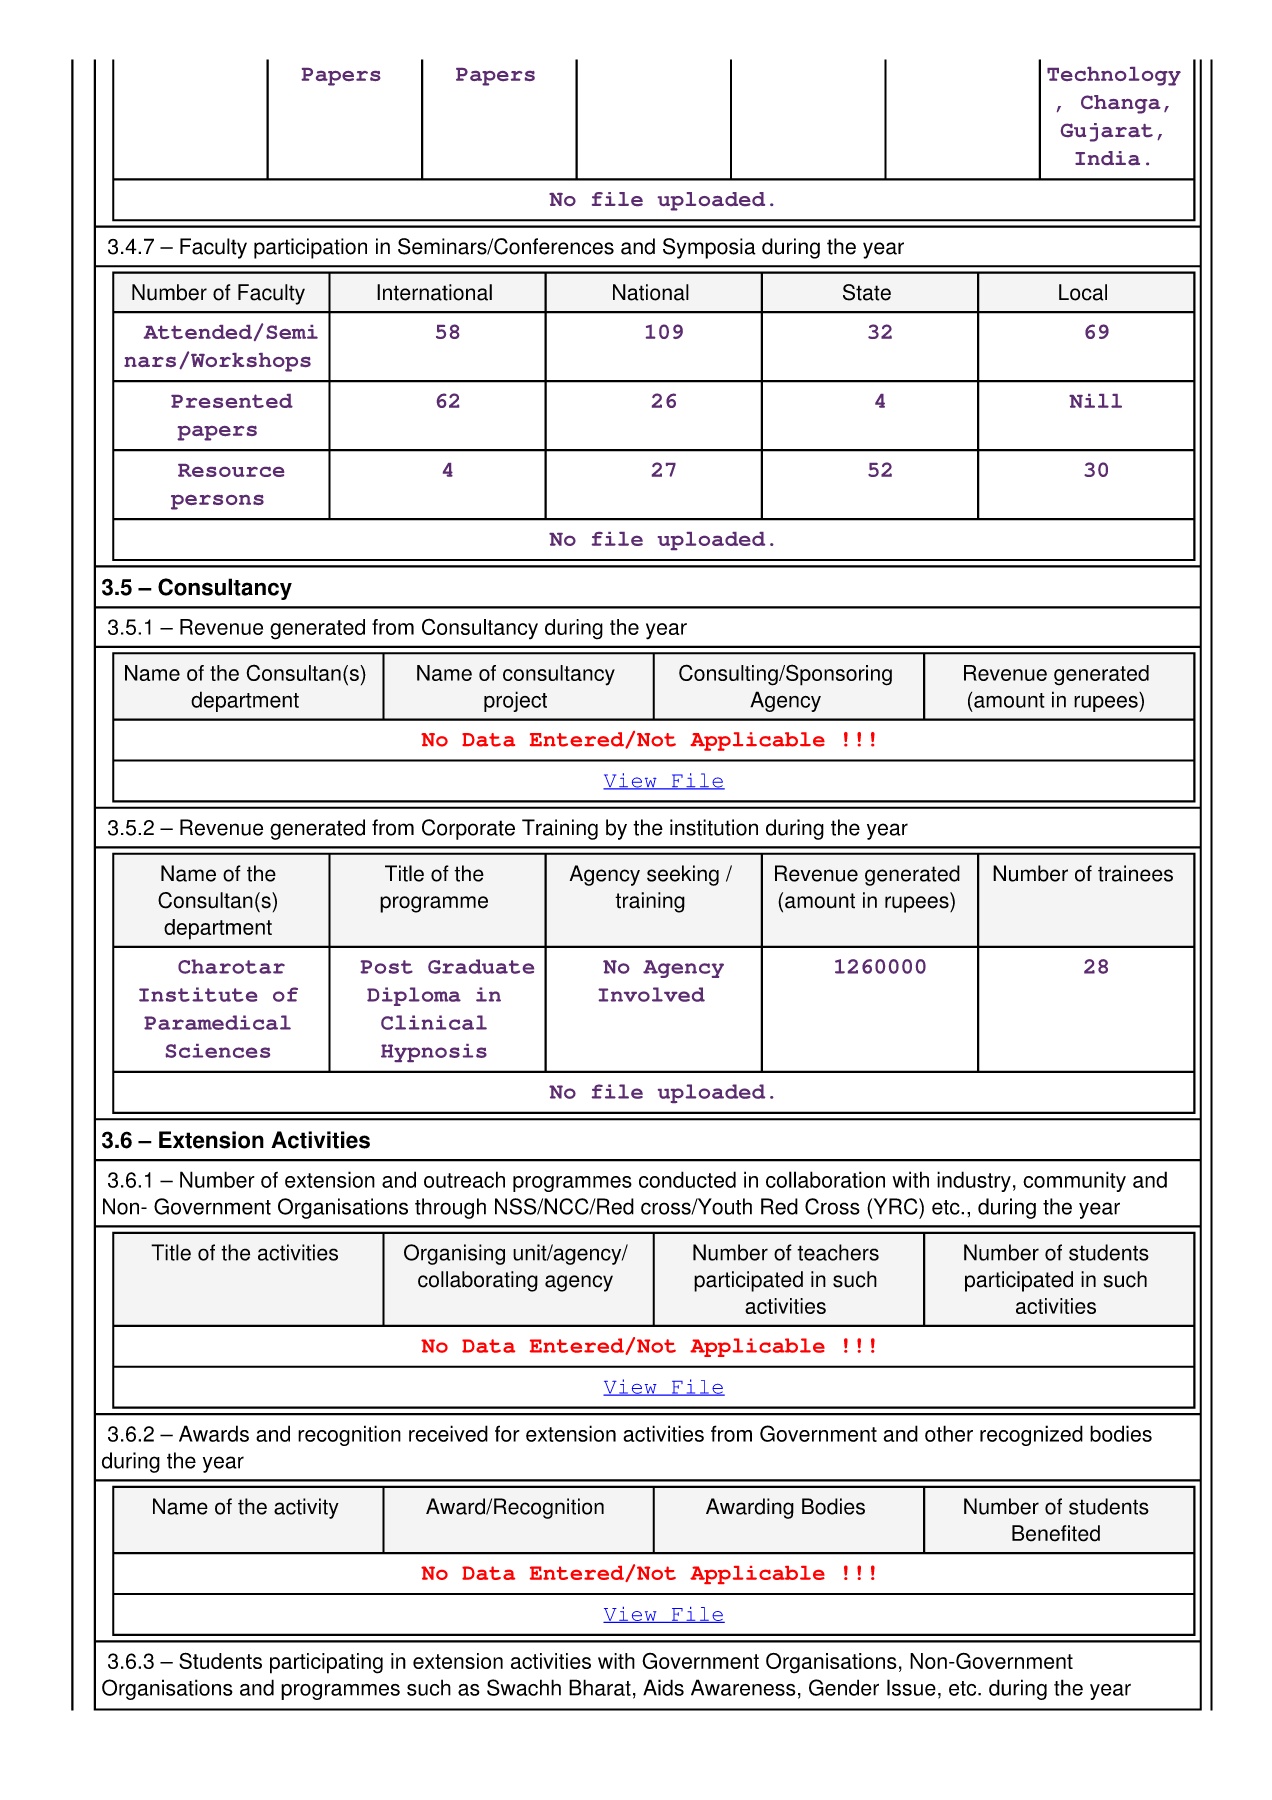 Papers Papers Technology
, Changa,
Gujarat,
India.
No file uploaded.
3.4.7 – Faculty participation in Seminars/Conferences and Symposia during the year
Number of Faculty International National State Local
Attended/Semi 58 109 32 69
nars/Workshops
Presented 62 26 4 Nill
papers
Resource 4 27 52 30
persons
No file uploaded.
3.5 – Consultancy
3.5.1 – Revenue generated from Consultancy during the year
Name of the Consultan(s) Name of consultancy Consulting/Sponsoring Revenue generated
department project Agency (amount in rupees)
No Data Entered/Not Applicable !!!
View File
3.5.2 – Revenue generated from Corporate Training by the institution during the year
Name of the Title of the Agency seeking / Revenue generated Number of trainees
Consultan(s) programme training (amount in rupees)
department
Charotar Post Graduate No Agency 1260000 28
Institute of Diploma in Involved
Paramedical Clinical
Sciences Hypnosis
No file uploaded.
3.6 – Extension Activities
3.6.1 – Number of extension and outreach programmes conducted in collaboration with industry, community and
Non- Government Organisations through NSS/NCC/Red cross/Youth Red Cross (YRC) etc., during the year
Title of the activities Organising unit/agency/ Number of teachers Number of students
collaborating agency participated in such participated in such
activities activities
No Data Entered/Not Applicable !!!
View File
3.6.2 – Awards and recognition received for extension activities from Government and other recognized bodies
during the year
Name of the activity Award/Recognition Awarding Bodies Number of students
Benefited
No Data Entered/Not Applicable !!!
View File
3.6.3 – Students participating in extension activities with Government Organisations, Non-Government
Organisations and programmes such as Swachh Bharat, Aids Awareness, Gender Issue, etc. during the year